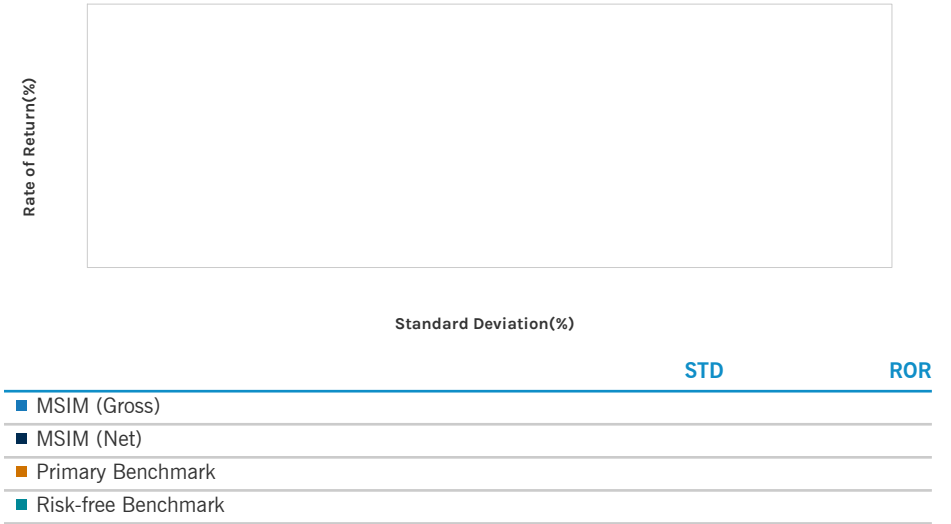 Rate of Return(%)
Standard Deviation(%)
STD ROR
MSIM (Gross)
MSIM (Net)
Primary Benchmark
Risk-free Benchmark